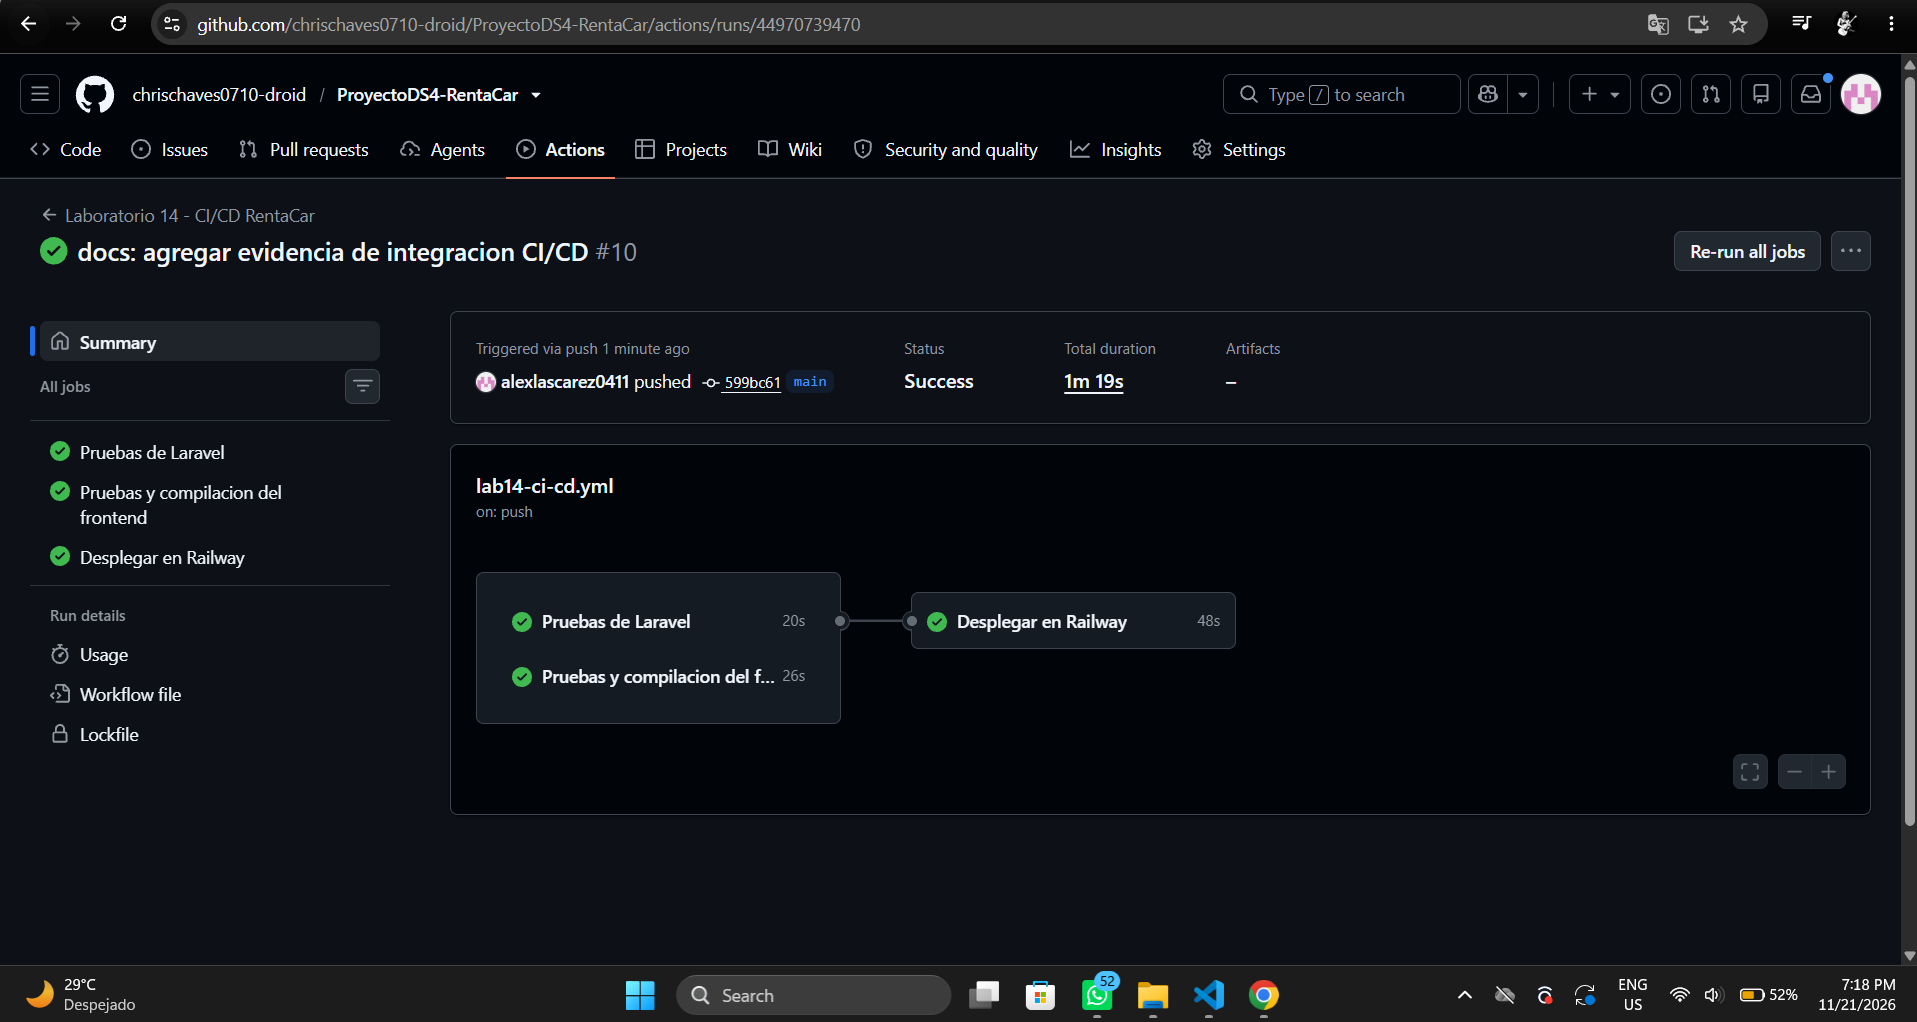 github.com/chrischaves0710-droid/ProyectoDS4-RentaCar/actions/runs/44970739470
chrischaves0710-droid / ProyectoDS4-RentaCar
Type / to search
Code Issues Pull requests Agents Actions Projects Wiki Security and quality Insights Settings
Laboratorio 14 - CI/CD RentaCar
docs: agregar evidencia de integracion CI/CD #10
Re-run all jobs
Summary
All jobs
Pruebas de Laravel
Pruebas y compilacion del
frontend
Desplegar en Railway
Run details
Usage
Workflow file
Lockfile
Triggered via push 1 minute ago
alexlascarez0411 pushed 599bc61 main
Status
Success
Total duration
1m 19s
Artifacts
–
lab14-ci-cd.yml
on: push
Pruebas de Laravel 20s
Pruebas y compilacion del f... 26s
Desplegar en Railway 48s
29°C
Despejado
Search
52
ENG
US
52%
7:18 PM
11/21/2026